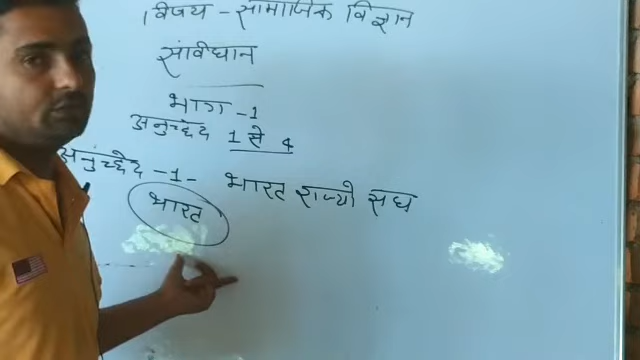 विषय - सामाजिक विज्ञान
संविधान
भाग -1
अनुच्छेद 1 से 4
अनुच्छेद -1- भारत राज्यो संघ
भारत